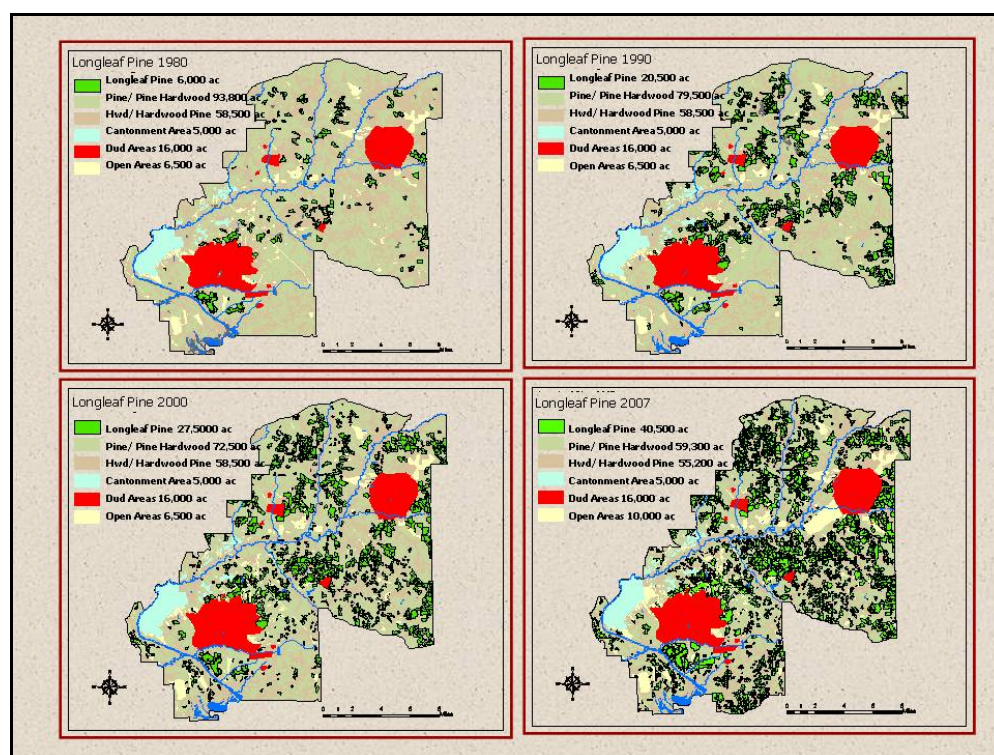 Longleaf Pine 1980
Longleaf Pine 6,000 ac
Pine/ Pine Hardwood 93,800 ac
Hwd/ Hardwood Pine 58,500 ac
Cantonment Area 5,000 ac
Dud Areas 16,000 ac
Open Areas 6,500 ac
Longleaf Pine 1990
Longleaf Pine 20,500 ac
Pine/ Pine Hardwood 79,500 ac
Hwd/ Hardwood Pine 58,500 ac
Cantonment Area 5,000 ac
Dud Areas 16,000 ac
Open Areas 6,500 ac
Longleaf Pine 2000
Longleaf Pine 27,5000 ac
Pine/ Pine Hardwood 72,500 ac
Hwd/ Hardwood Pine 58,500 ac
Cantonment Area 5,000 ac
Dud Areas 16,000 ac
Open Areas 6,500 ac
Longleaf Pine 2007
Longleaf Pine 40,500 ac
Pine/ Pine Hardwood 59,300 ac
Hwd/ Hardwood Pine 55,200 ac
Cantonment Area 5,000 ac
Dud Areas 16,000 ac
Open Areas 10,000 ac